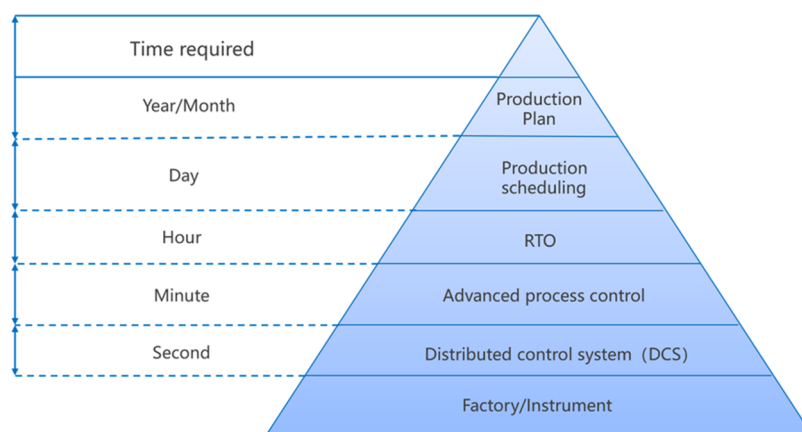 Time required
Year/Month
Production
Plan
Day
Production
scheduling
Hour
RTO
Minute
Advanced process control
Second
Distributed control system（DCS）
Factory/Instrument